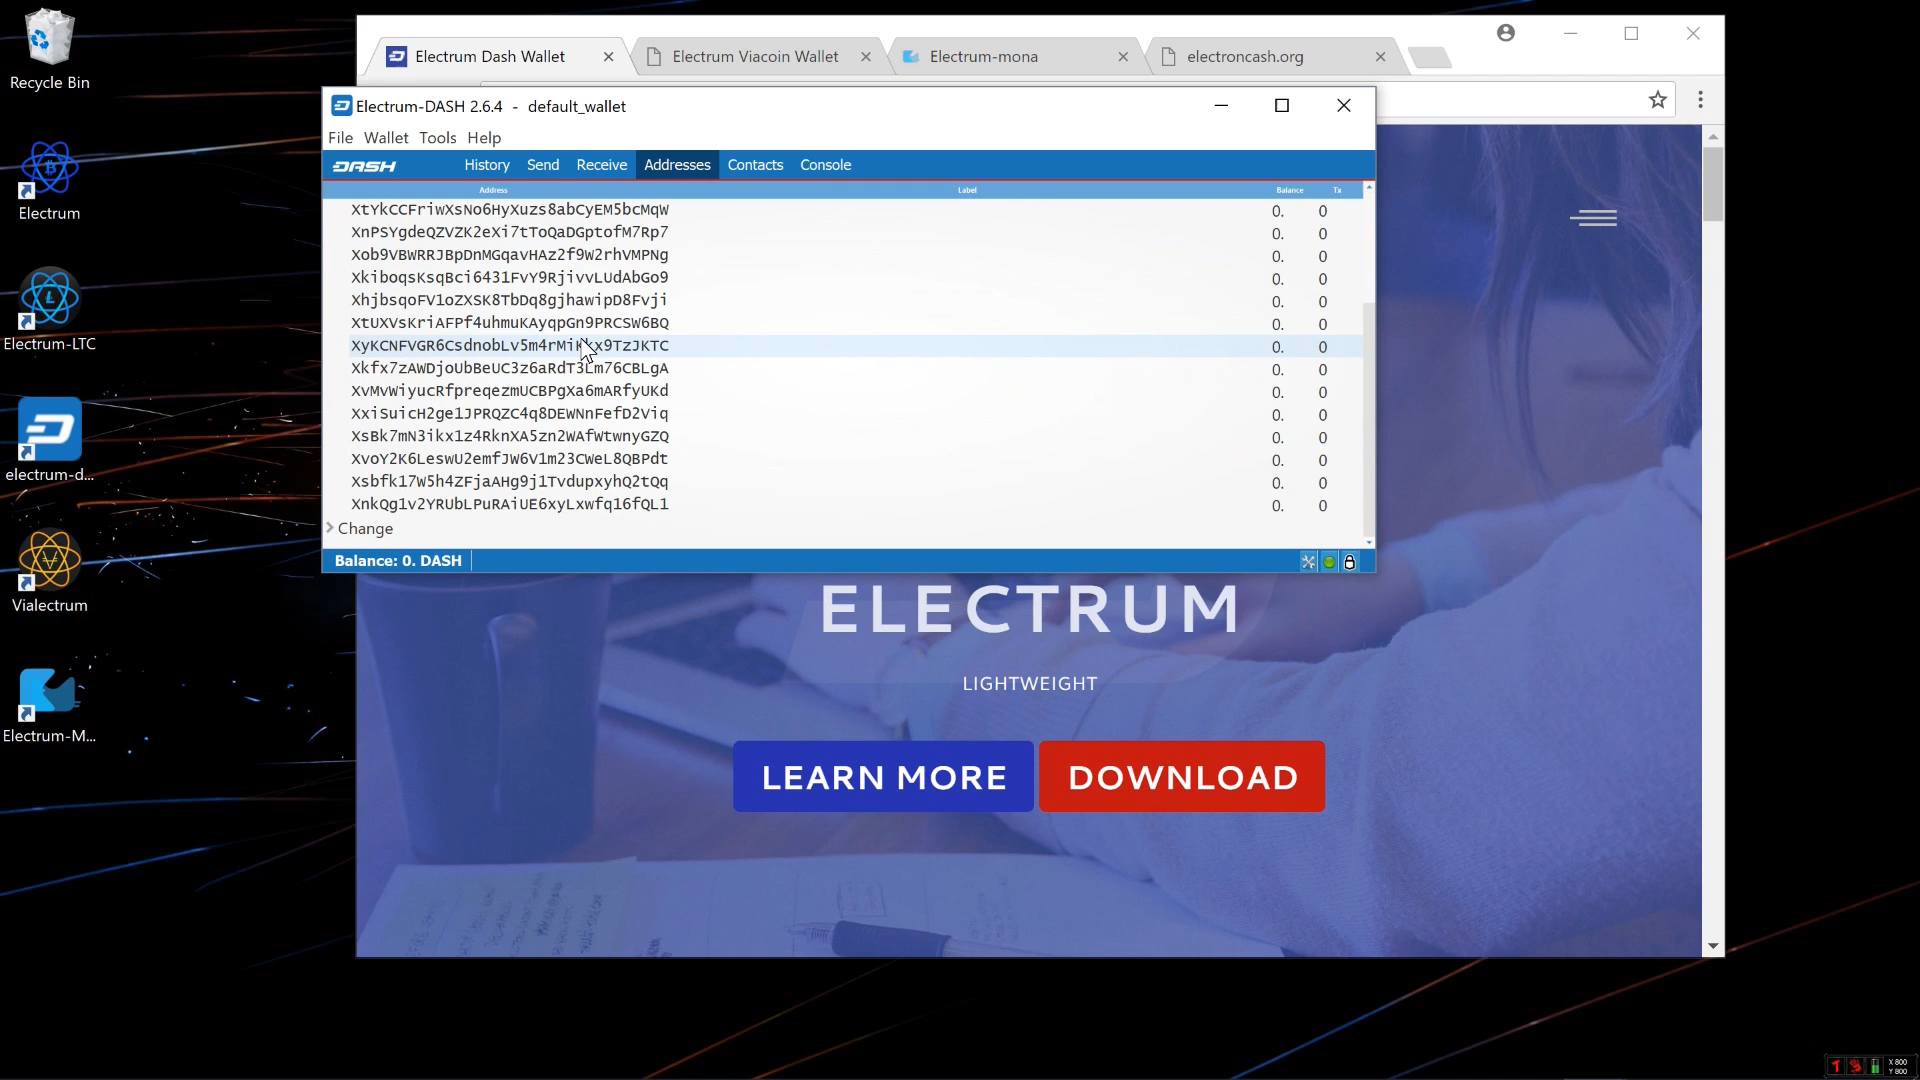 Recycle Bin
Electrum
Electrum-LTC
electrum-d...
Vialectrum
Electrum-M...
Electrum Dash Wallet
Electrum Viacoin Wallet
Electrum-mona
electroncash.org
Electrum-DASH 2.6.4 - default_wallet
File Wallet Tools Help
DASH History Send Receive Addresses Contacts Console
Address Label Balance Tx
XtYkCCFriwXsNo6HyXuzs8abCyEM5bcMqW 0. 0
XnPSYgdeQZVZK2eXi7tToQaDGptofM7Rp7 0. 0
Xob9VBWRRJBpDnMGqavHAz2f9W2rhVMPNg 0. 0
XkiboqsKsqBci6431FvY9RjivvLUdAbGo9 0. 0
XhjbsqoFV1oZXSK8TbDq8gjhawipD8Fvji 0. 0
XtUXVsKriAFPf4uhmuKAyqpGn9PRCSW6BQ 0. 0
0. 0
Xkfx7zAWDjoUbBeUC3z6aRdT3Lm76CBLgA 0. 0
XvMvWiyucRfpreqezmUCBPgXa6mARfyUKd 0. 0
XxiSuicH2ge1JPRQZC4q8DEWNnFefD2Viq 0. 0
XsBk7mN3ikx1z4RknXA5zn2WAfWtwnyGZQ 0. 0
XvoY2K6LeswU2emfJW6V1m23CWeL8QBPdt 0. 0
Xsbfk17W5h4ZFjaAHg9j1TvdupxyhQ2tQq 0. 0
XnkQg1v2YRUbLPuRAiUE6xyLxwfq16fQL1 0. 0
Change
Balance: 0. DASH
ELECTRUM
LIGHTWEIGHT
LEARN MORE
DOWNLOAD
X 800
Y 800